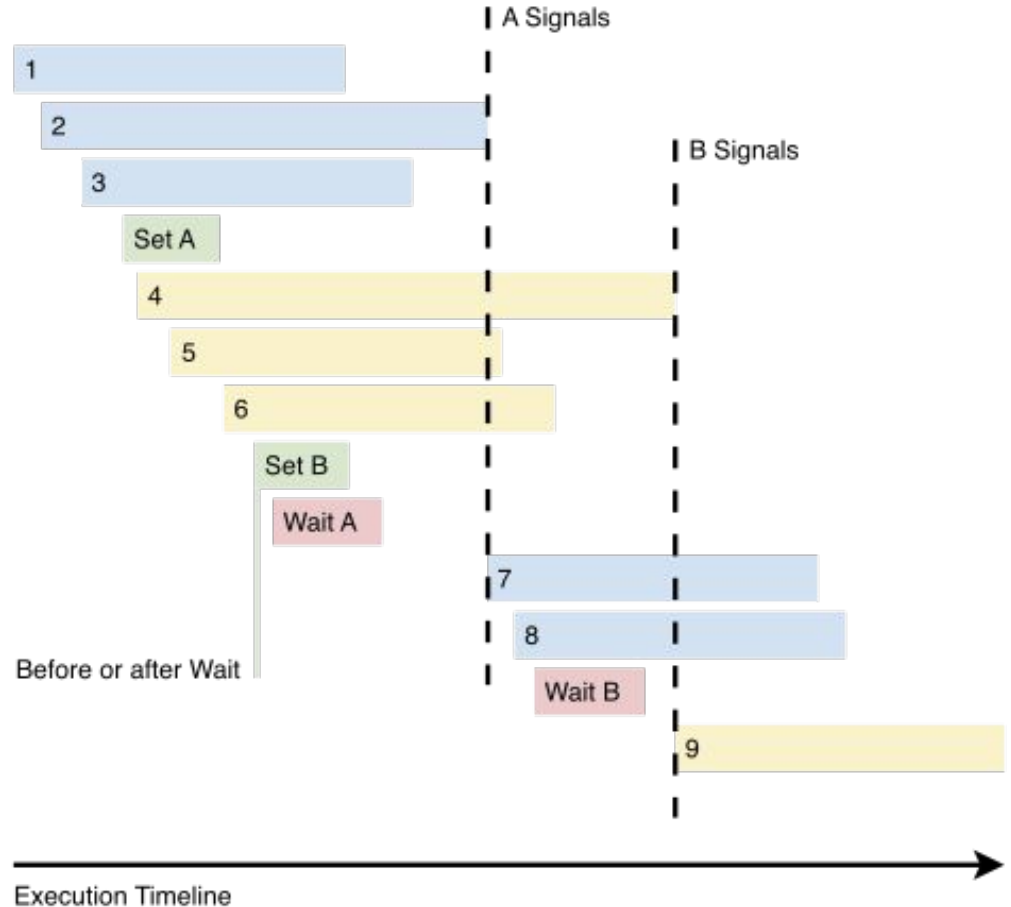 A Signals
1
2
B Signals
3
Set A
4
5
6
Set B
Wait A
7
8
Before or after Wait
Wait B
9
Execution Timeline